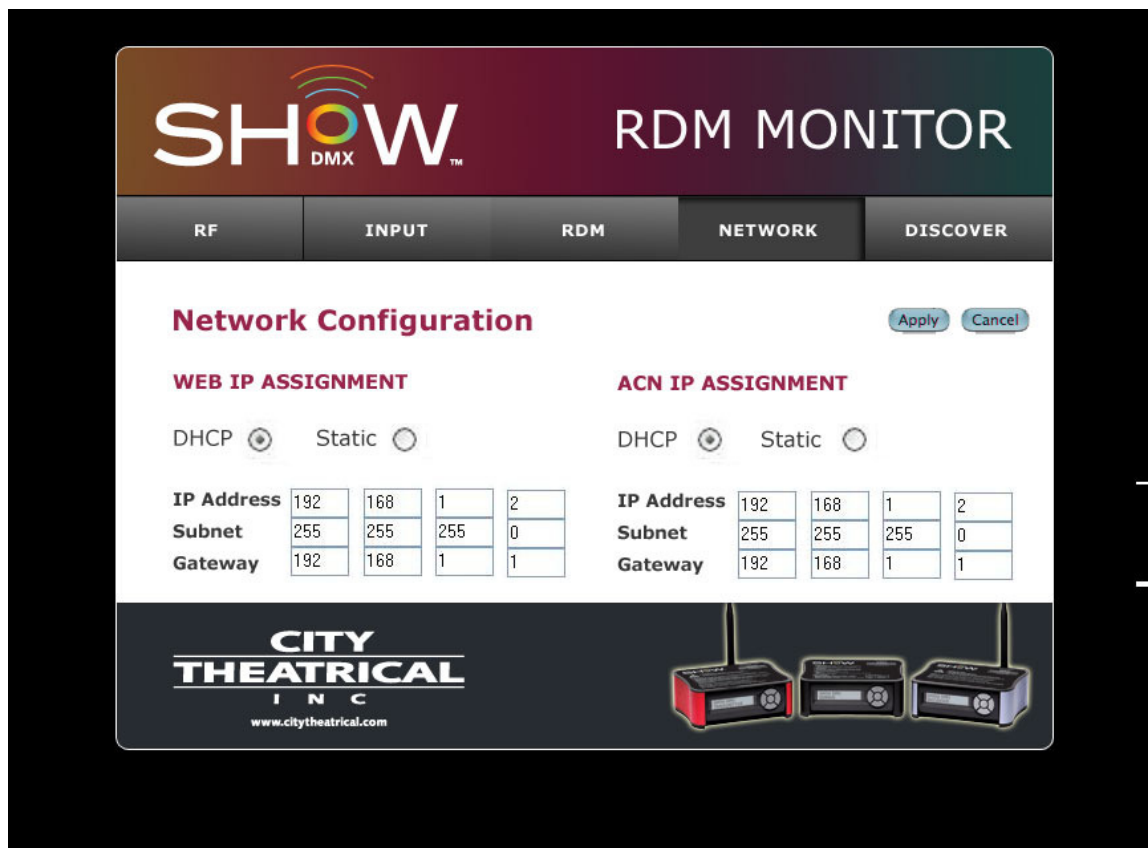 SHOW DMX ™
RDM MONITOR
RF INPUT RDM NETWORK DISCOVER
Network Configuration
Apply Cancel
WEB IP ASSIGNMENT
DHCP Static
IP Address 192 168 1 2
Subnet 255 255 255 0
Gateway 192 168 1 1
ACN IP ASSIGNMENT
DHCP Static
IP Address 192 168 1 2
Subnet 255 255 255 0
Gateway 192 168 1 1
CITY
THEATRICAL
INC
www.citytheatrical.com